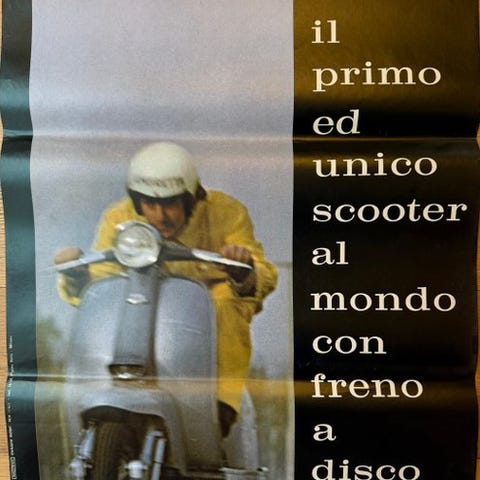 il
primo
ed
unico
scooter
al
mondo
con
freno
a
disco